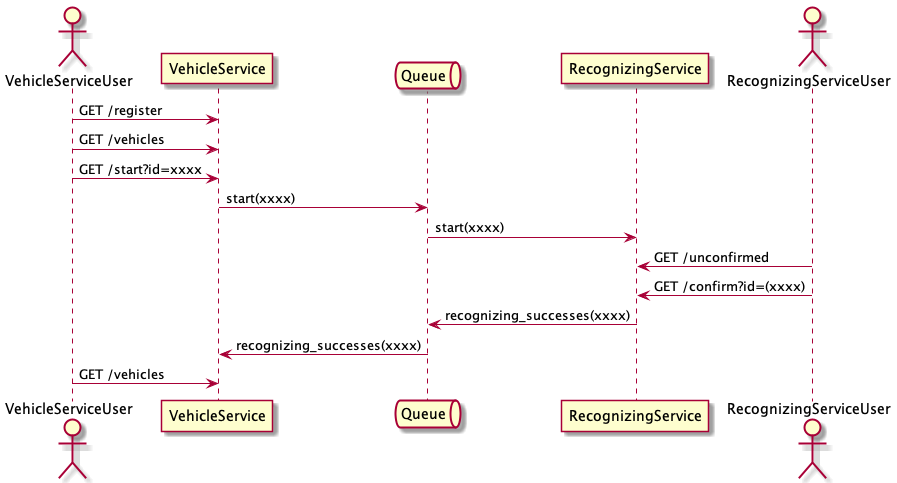 VehicleServiceUser
VehicleService
Queue
RecognizingService
RecognizingServiceUser
GET /register
GET /vehicles
GET /start?id=xxxx
start(xxxx)
start(xxxx)
GET /unconfirmed
GET /confirm?id=(xxxx)
recognizing_successes(xxxx)
recognizing_successes(xxxx)
GET /vehicles
VehicleServiceUser
VehicleService
Queue
RecognizingService
RecognizingServiceUser